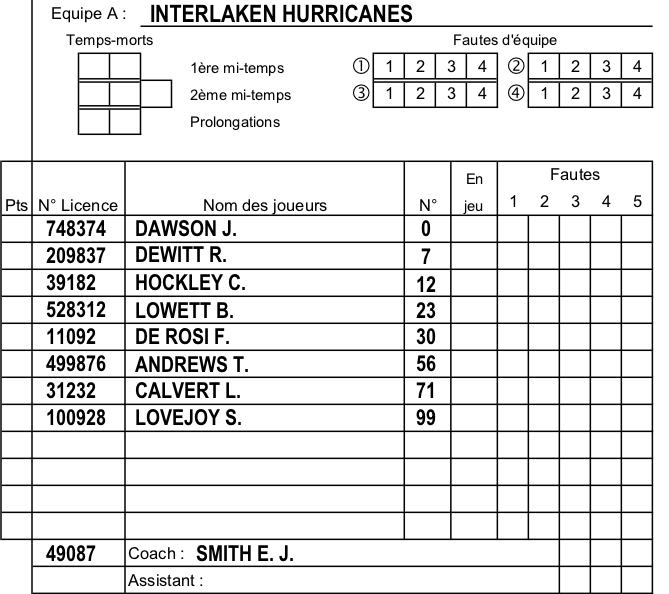 Equipe A : INTERLAKEN HURRICANES
Temps-morts Fautes d'équipe
1ère mi-temps ① 1 2 3 4 ② 1 2 3 4
2ème mi-temps ③ 1 2 3 4 ④ 1 2 3 4
Prolongations
Pts N° Licence Nom des joueurs N° En jeu Fautes 1 2 3 4 5
748374 DAWSON J. 0
209837 DEWITT R. 7
39182 HOCKLEY C. 12
528312 LOWETT B. 23
11092 DE ROSI F. 30
499876 ANDREWS T. 56
31232 CALVERT L. 71
100928 LOVEJOY S. 99
49087 Coach : SMITH E. J.
Assistant :